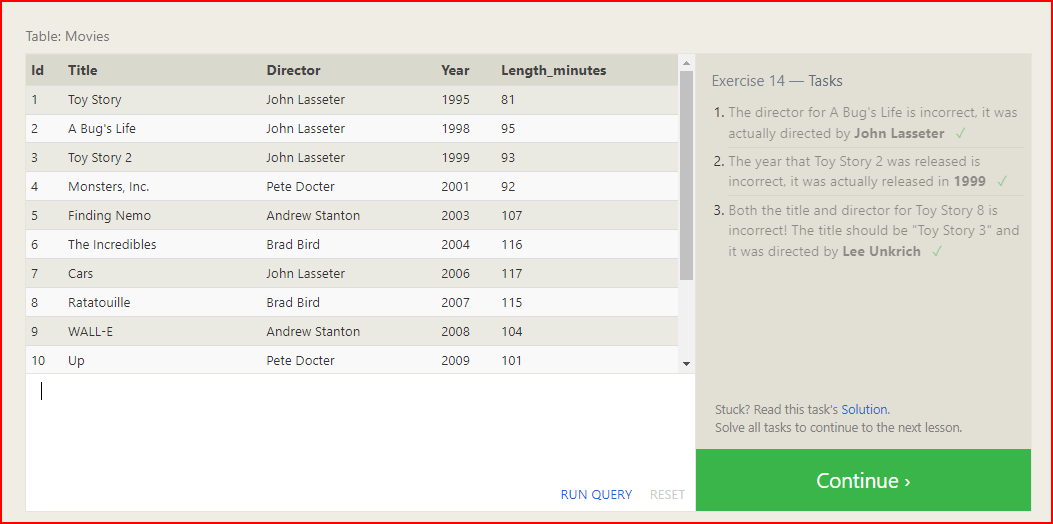 Table: Movies
Id Title Director Year Length_minutes
1 Toy Story John Lasseter 1995 81
2 A Bug's Life John Lasseter 1998 95
3 Toy Story 2 John Lasseter 1999 93
4 Monsters, Inc. Pete Docter 2001 92
5 Finding Nemo Andrew Stanton 2003 107
6 The Incredibles Brad Bird 2004 116
7 Cars John Lasseter 2006 117
8 Ratatouille Brad Bird 2007 115
9 WALL-E Andrew Stanton 2008 104
10 Up Pete Docter 2009 101
RUN QUERY RESET
Exercise 14 — Tasks
1. The director for A Bug's Life is incorrect, it was
actually directed by John Lasseter ✓
2. The year that Toy Story 2 was released is
incorrect, it was actually released in 1999 ✓
3. Both the title and director for Toy Story 8 is
incorrect! The title should be "Toy Story 3" and
it was directed by Lee Unkrich ✓
Stuck? Read this task's Solution.
Solve all tasks to continue to the next lesson.
Continue ›